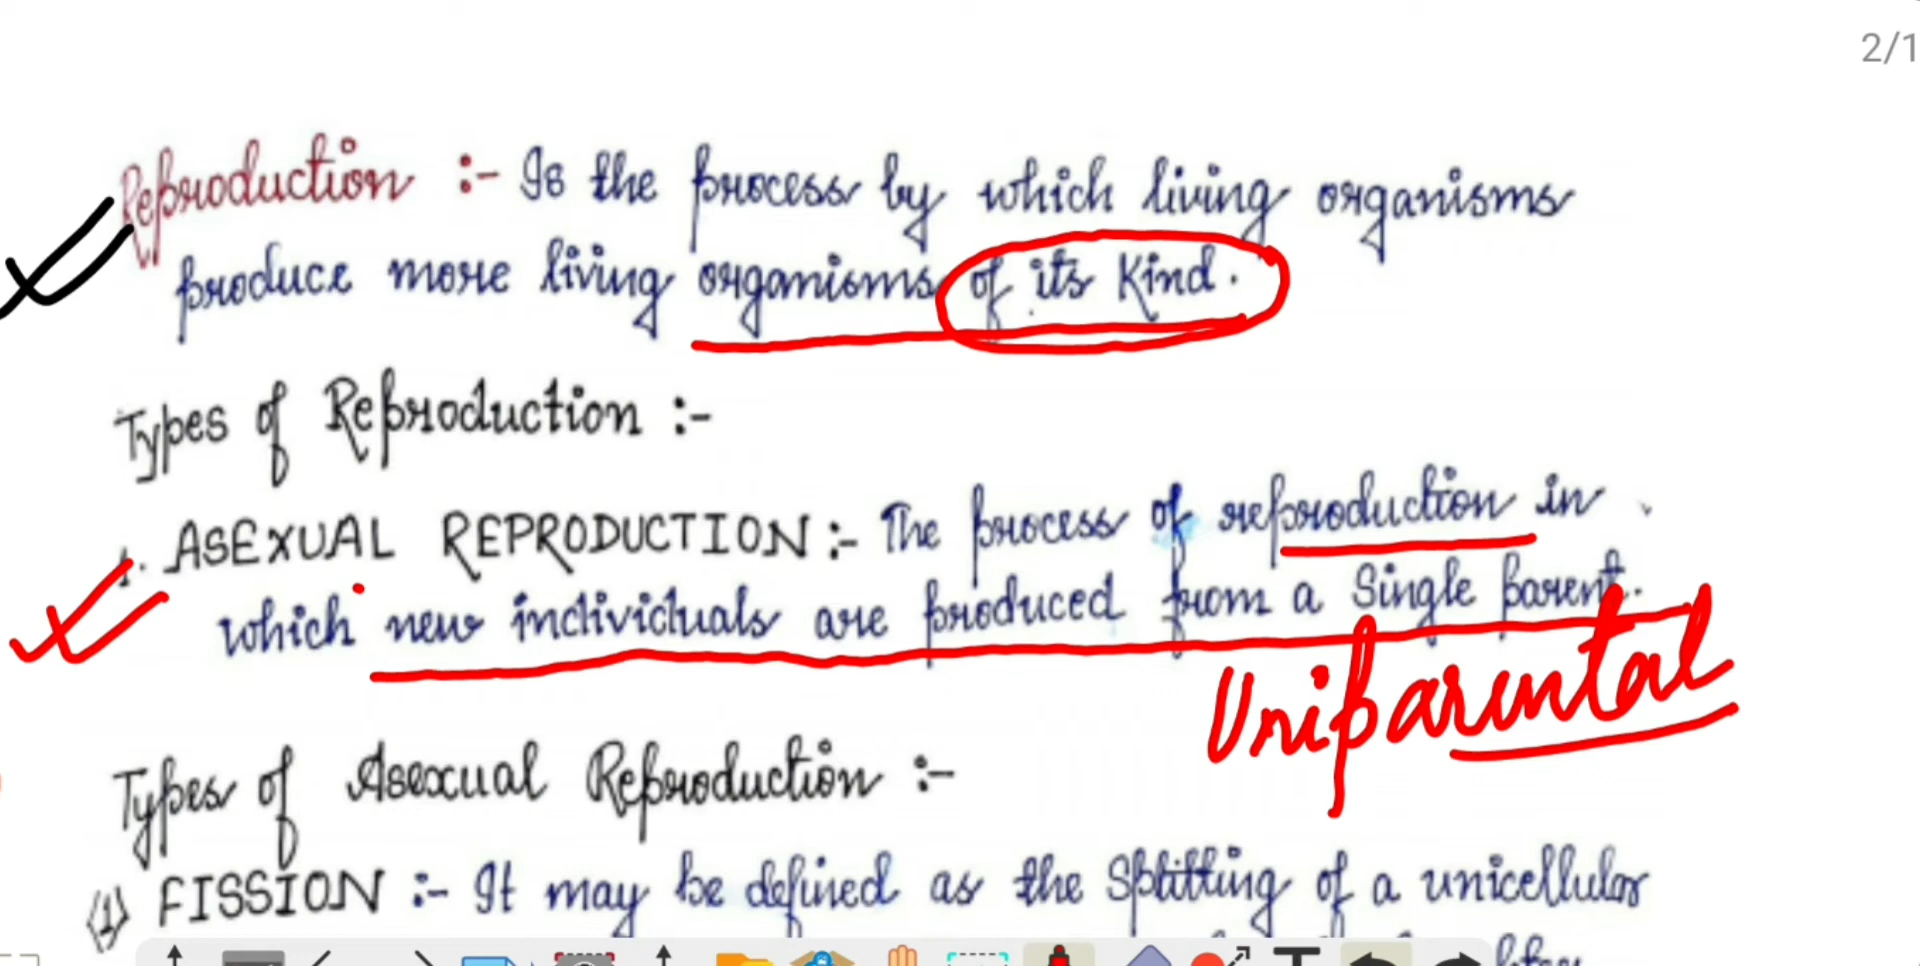 2/1
Reproduction :- Is the process by which living organisms
produce more living organisms of its Kind.
Types of Reproduction :-
1. ASEXUAL REPRODUCTION :- The process of reproduction in
which new individuals are produced from a Single parent.
Uniparental
Types of Asexual Reproduction :-
(1) FISSION :- It may be defined as the Splitting of a unicellular